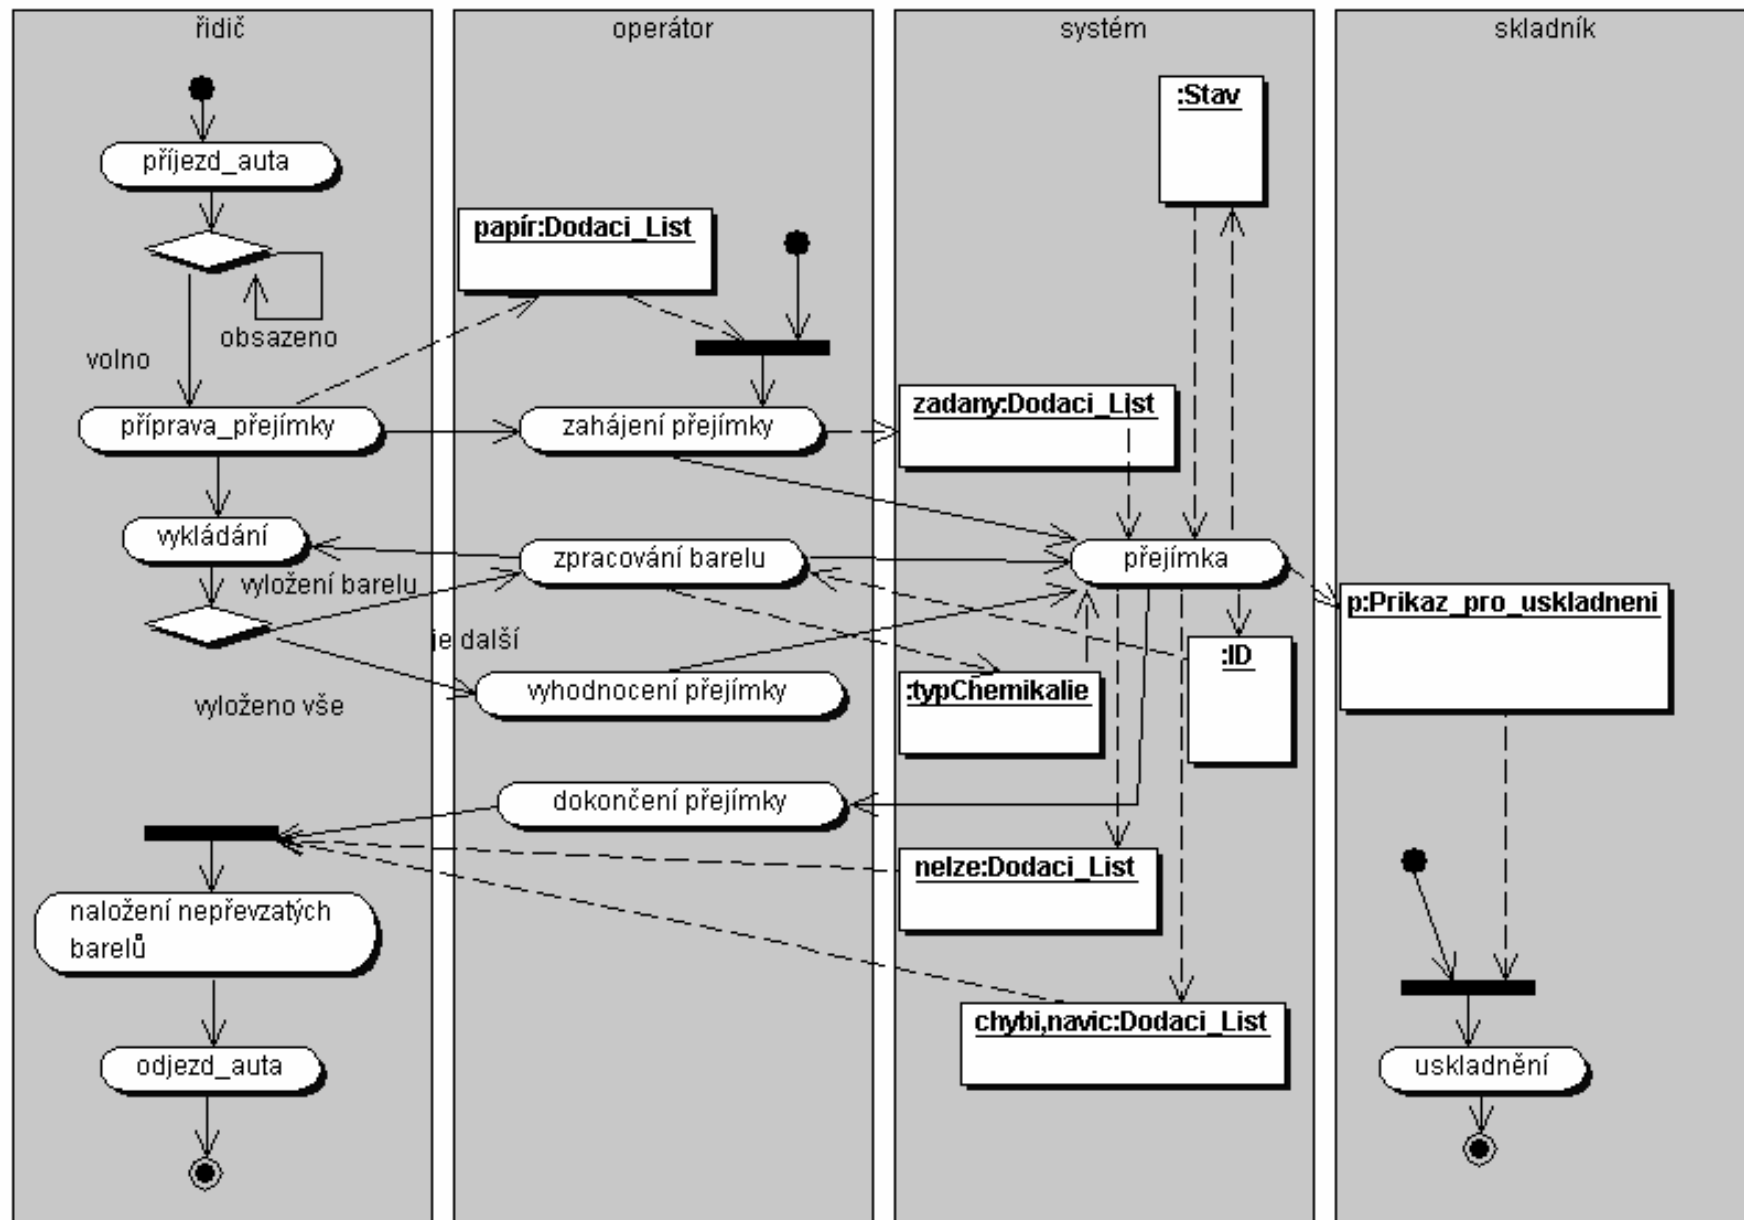 řidič
operátor
systém
skladník
:Stav
příjezd_auta
papír:Dodaci_List
obsazeno
volno
zadany:Dodaci_List
příprava_přejímky
zahájení přejímky
vykládání
zpracování barelu
přejímka
vyložení barelu
p:Prikaz_pro_uskladneni
je další
:ID
vyhodnocení přejímky
:typChemikalie
vyloženo vše
dokončení přejímky
nelze:Dodaci_List
naložení nepřevzatých
barelů
chybi,navic:Dodaci_List
odjezd_auta
uskladnění